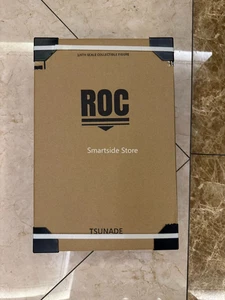 1/6TH SCALE COLLECTIBLE FIGURE
ROC
Smartside Store
TSUNADE